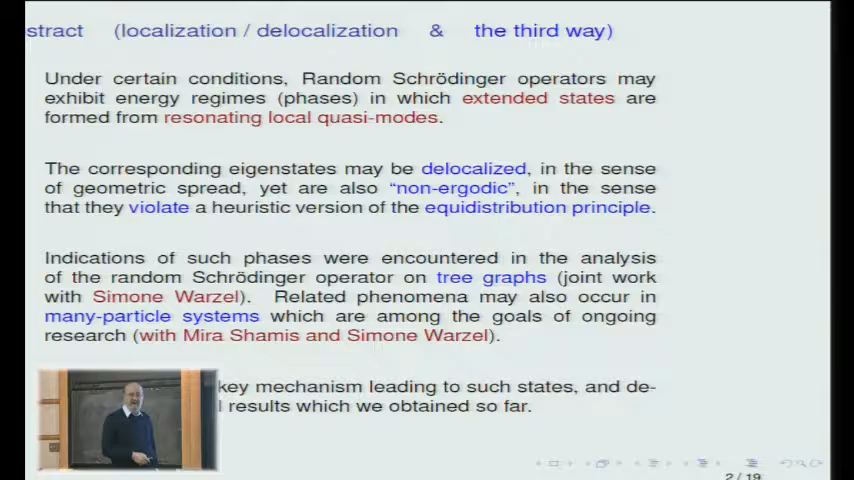 stract (localization / delocalization & the third way)
Under certain conditions, Random Schrödinger operators may
exhibit energy regimes (phases) in which extended states are
formed from resonating local quasi-modes.
The corresponding eigenstates may be delocalized, in the sense
of geometric spread, yet are also “non-ergodic”, in the sense
that they violate a heuristic version of the equidistribution principle.
Indications of such phases were encountered in the analysis
of the random Schrödinger operator on tree graphs (joint work
with Simone Warzel). Related phenomena may also occur in
many-particle systems which are among the goals of ongoing
research (with Mira Shamis and Simone Warzel).
key mechanism leading to such states, and de-
l results which we obtained so far.
2 / 19